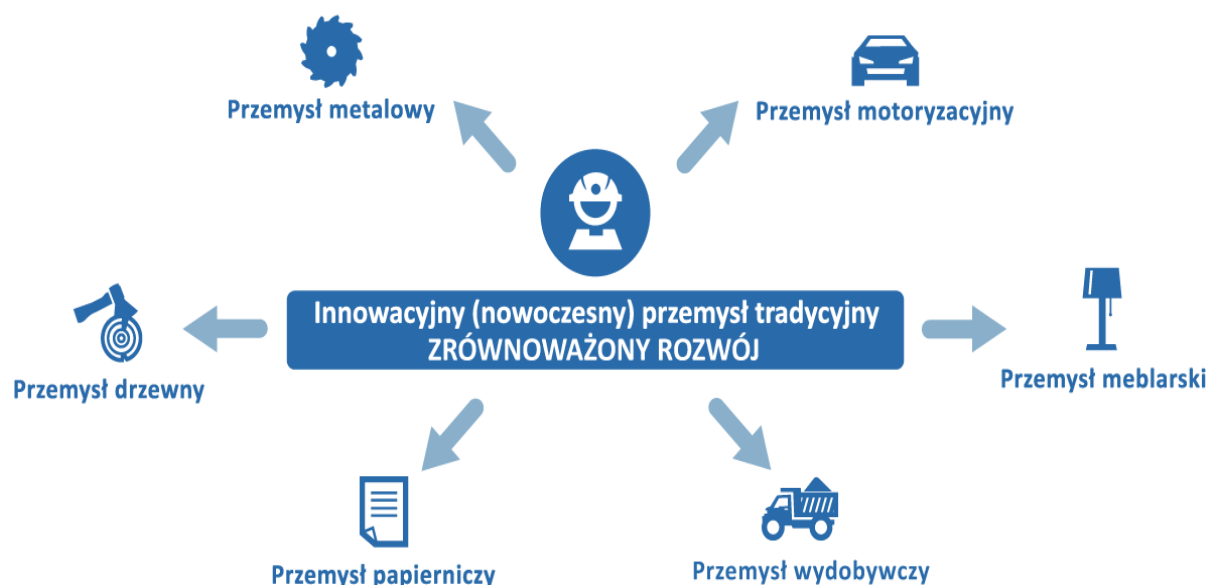 Przemysł metalowy
Przemysł motoryzacyjny
Innowacyjny (nowoczesny) przemysł tradycyjny
ZRÓWNOWAŻONY ROZWÓJ
Przemysł drzewny
Przemysł meblarski
Przemysł papierniczy
Przemysł wydobywczy